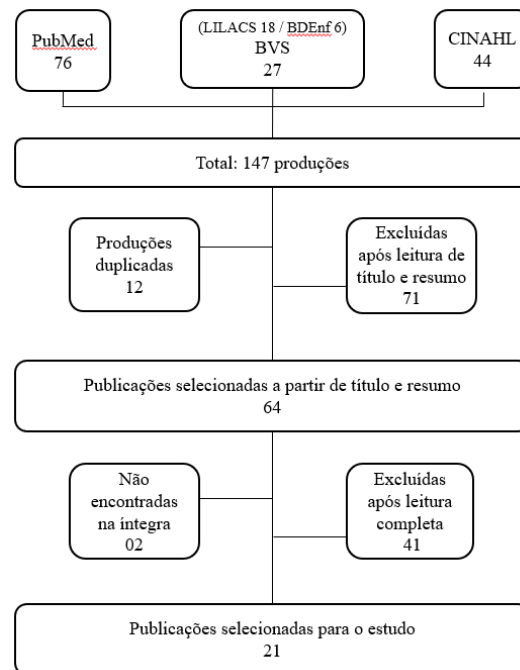 PubMed
76
(LILACS 18 / BDEnf 6)
BVS
27
CINAHL
44
Total: 147 produções
Produções
duplicadas
12
Excluídas
após leitura de
título e resumo
71
Publicações selecionadas a partir de título e resumo
64
Não
encontradas
na íntegra
02
Excluídas
após leitura
completa
41
Publicações selecionadas para o estudo
21